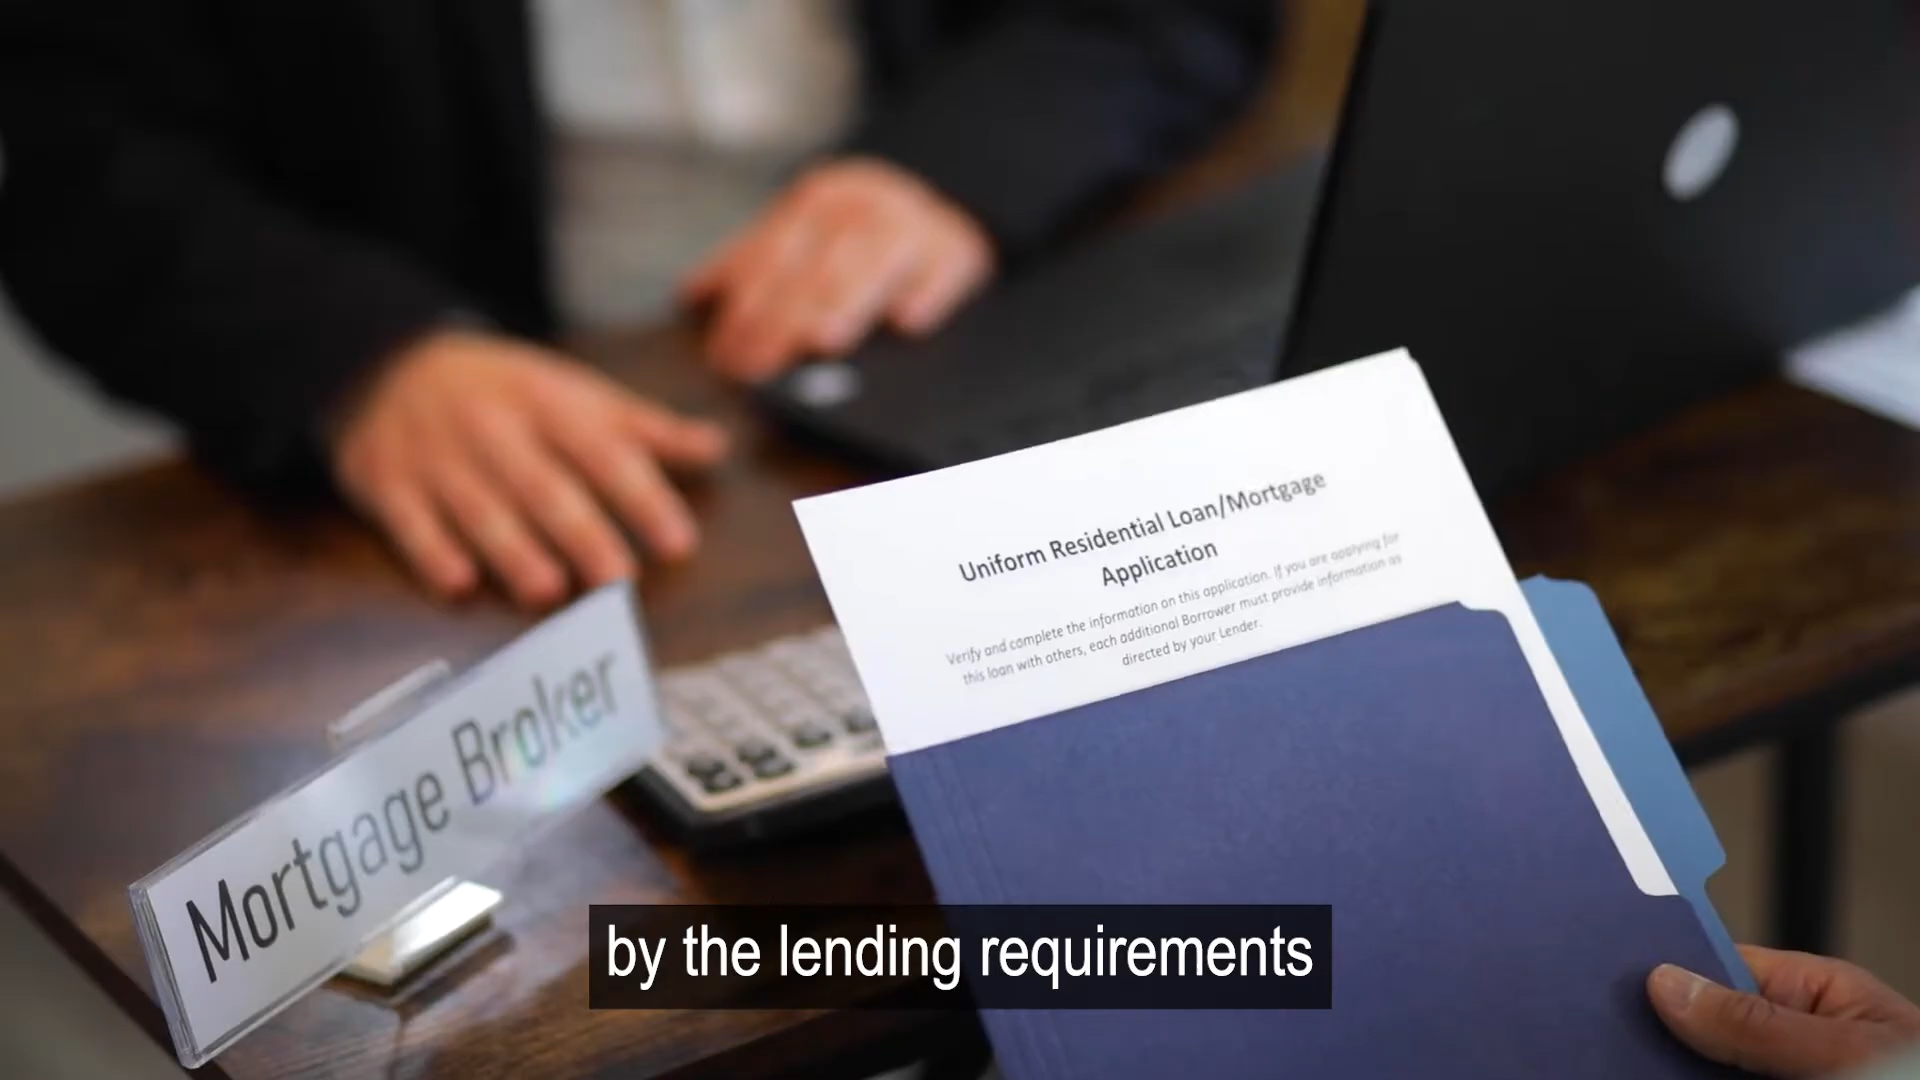 Uniform Residential Loan/Mortgage
Application
Verify and complete the information on this application. If you are applying for
this loan with others, each additional Borrower must provide information as
directed by your Lender.
Mortgage Broker
by the lending requirements